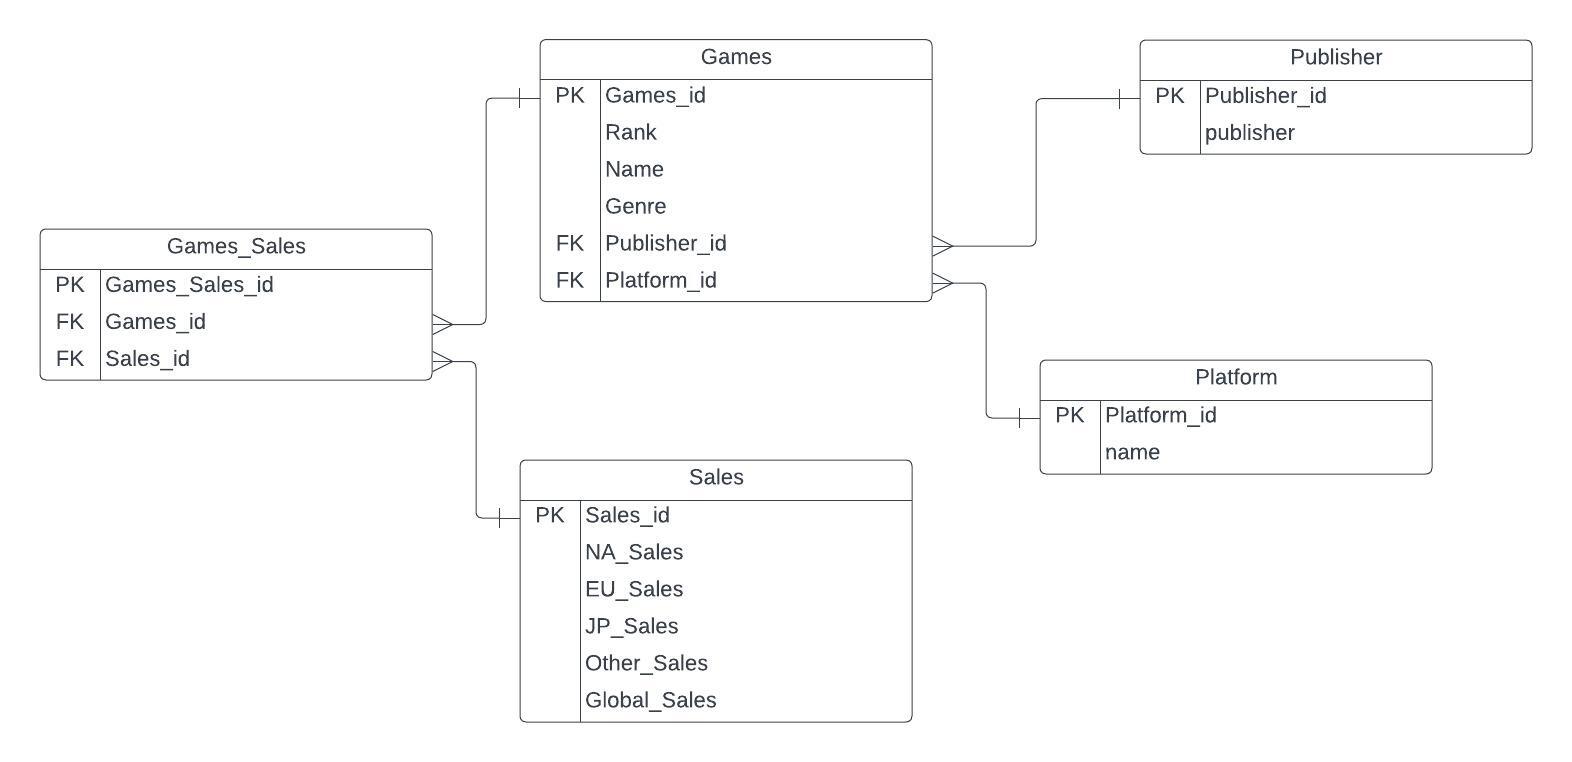 Games
PK Games_id
Rank
Name
Genre
FK Publisher_id
FK Platform_id
Publisher
PK Publisher_id
publisher
Games_Sales
PK Games_Sales_id
FK Games_id
FK Sales_id
Platform
PK Platform_id
name
Sales
PK Sales_id
NA_Sales
EU_Sales
JP_Sales
Other_Sales
Global_Sales